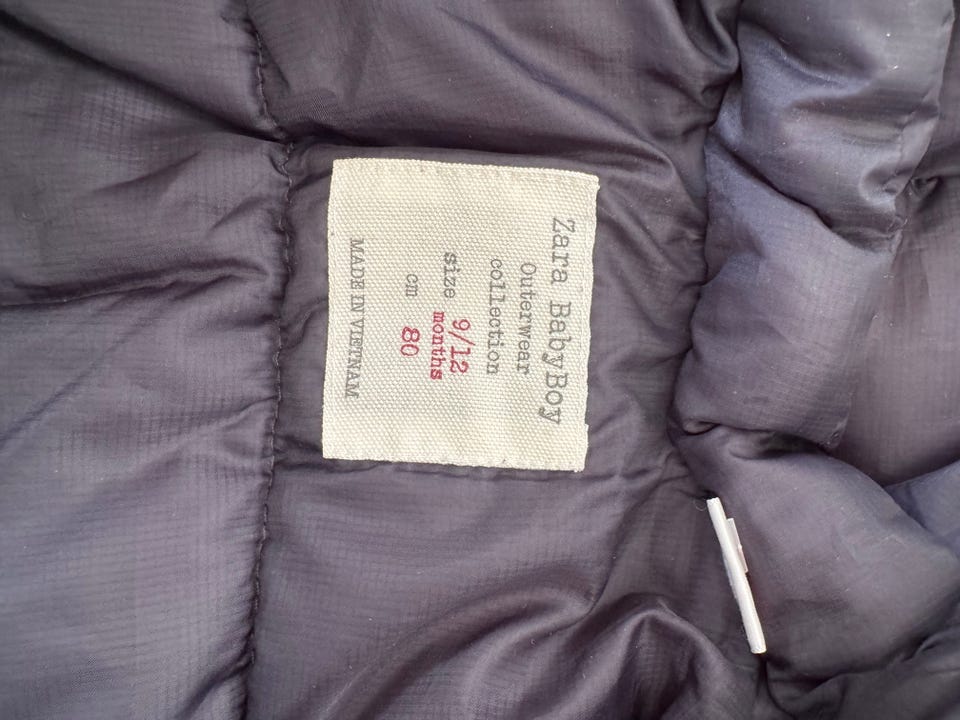 Zara BabyBoy
Outerwear
collection
size 9/12
months
cm 80
MADE IN VIETNAM